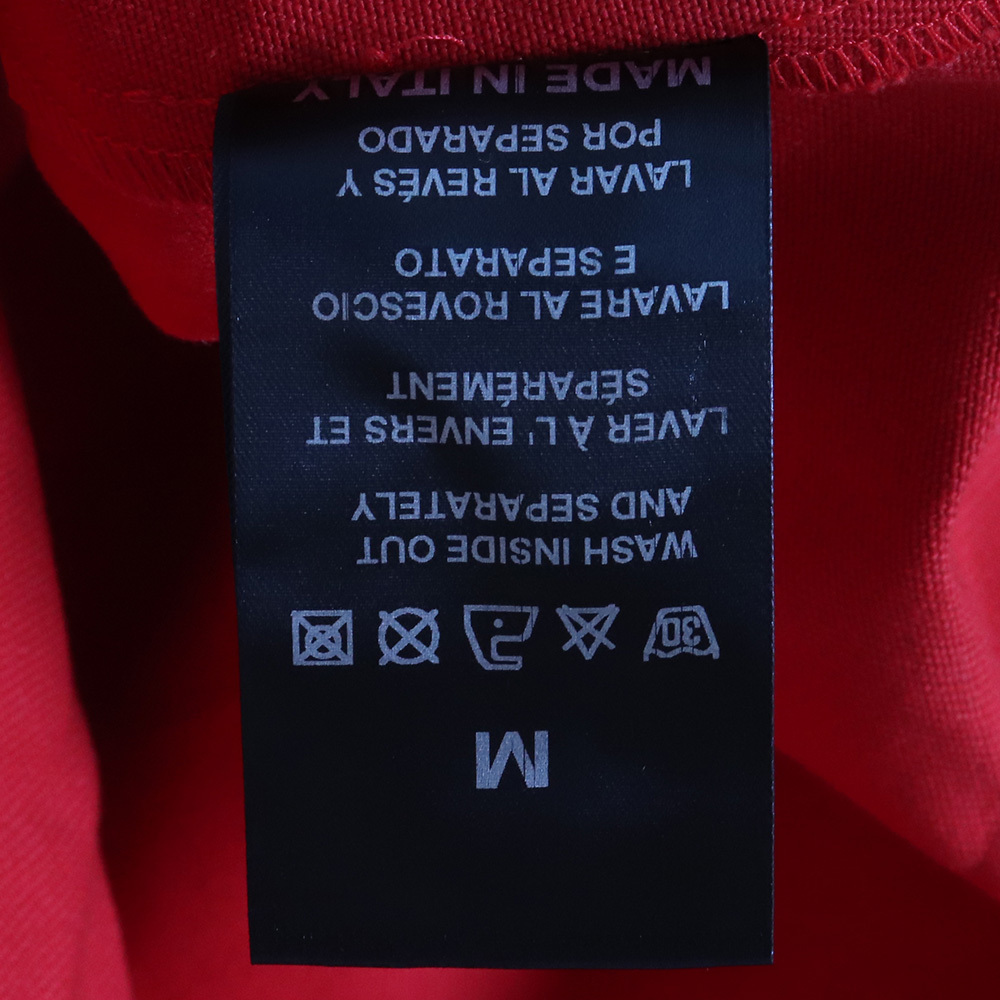 M
30
WASH INSIDE OUT
AND SEPARATELY
LAVER À L' ENVERS ET
SÉPARÉMENT
LAVARE AL ROVESCIO
E SEPARATO
LAVAR AL REVÉS Y
POR SEPARADO
MADE IN ITALY